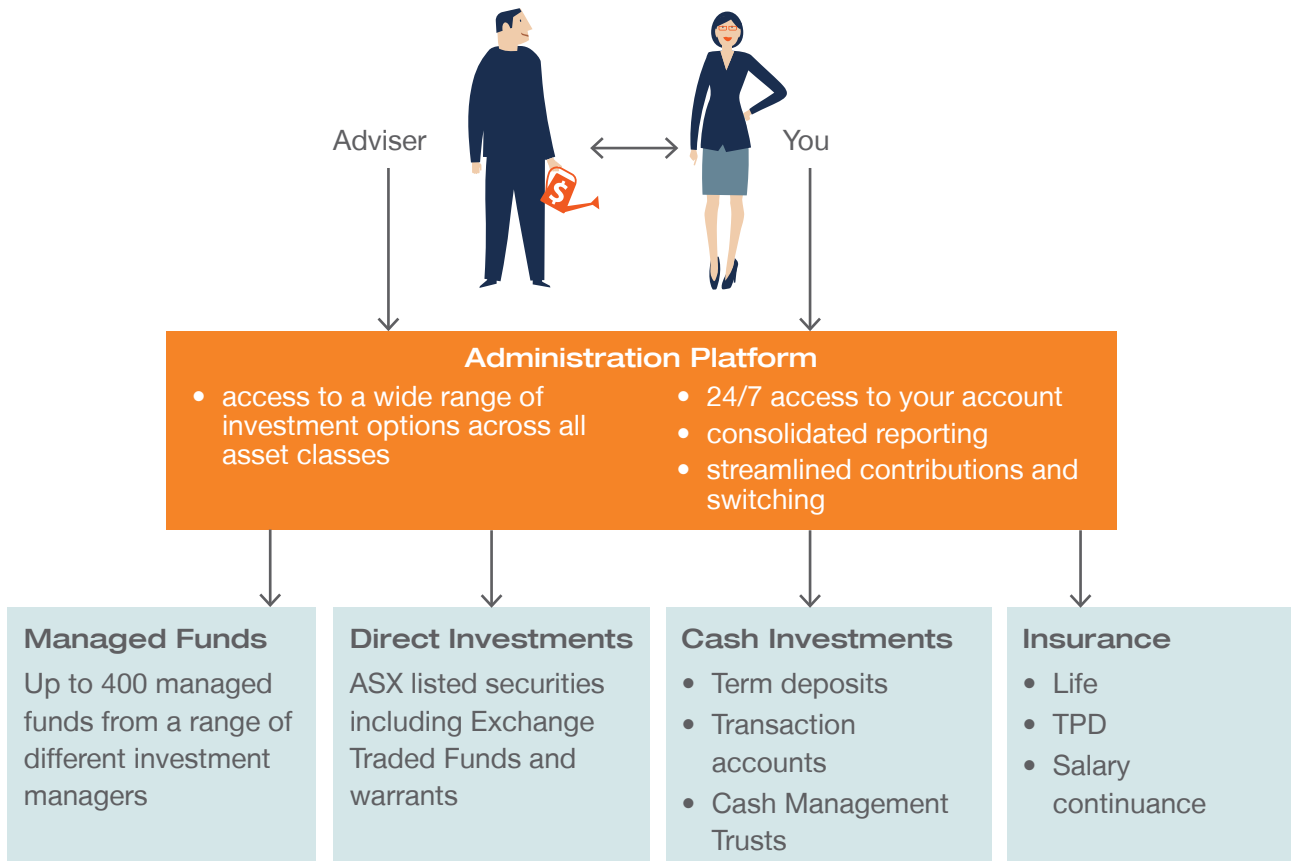 Adviser
You
$
Administration Platform
• access to a wide range of
investment options across all
asset classes
• 24/7 access to your account
• consolidated reporting
• streamlined contributions and
switching
Managed Funds
Up to 400 managed
funds from a range of
different investment
managers
Direct Investments
ASX listed securities
including Exchange
Traded Funds and
warrants
Cash Investments
• Term deposits
• Transaction
accounts
• Cash Management
Trusts
Insurance
• Life
• TPD
• Salary
continuance